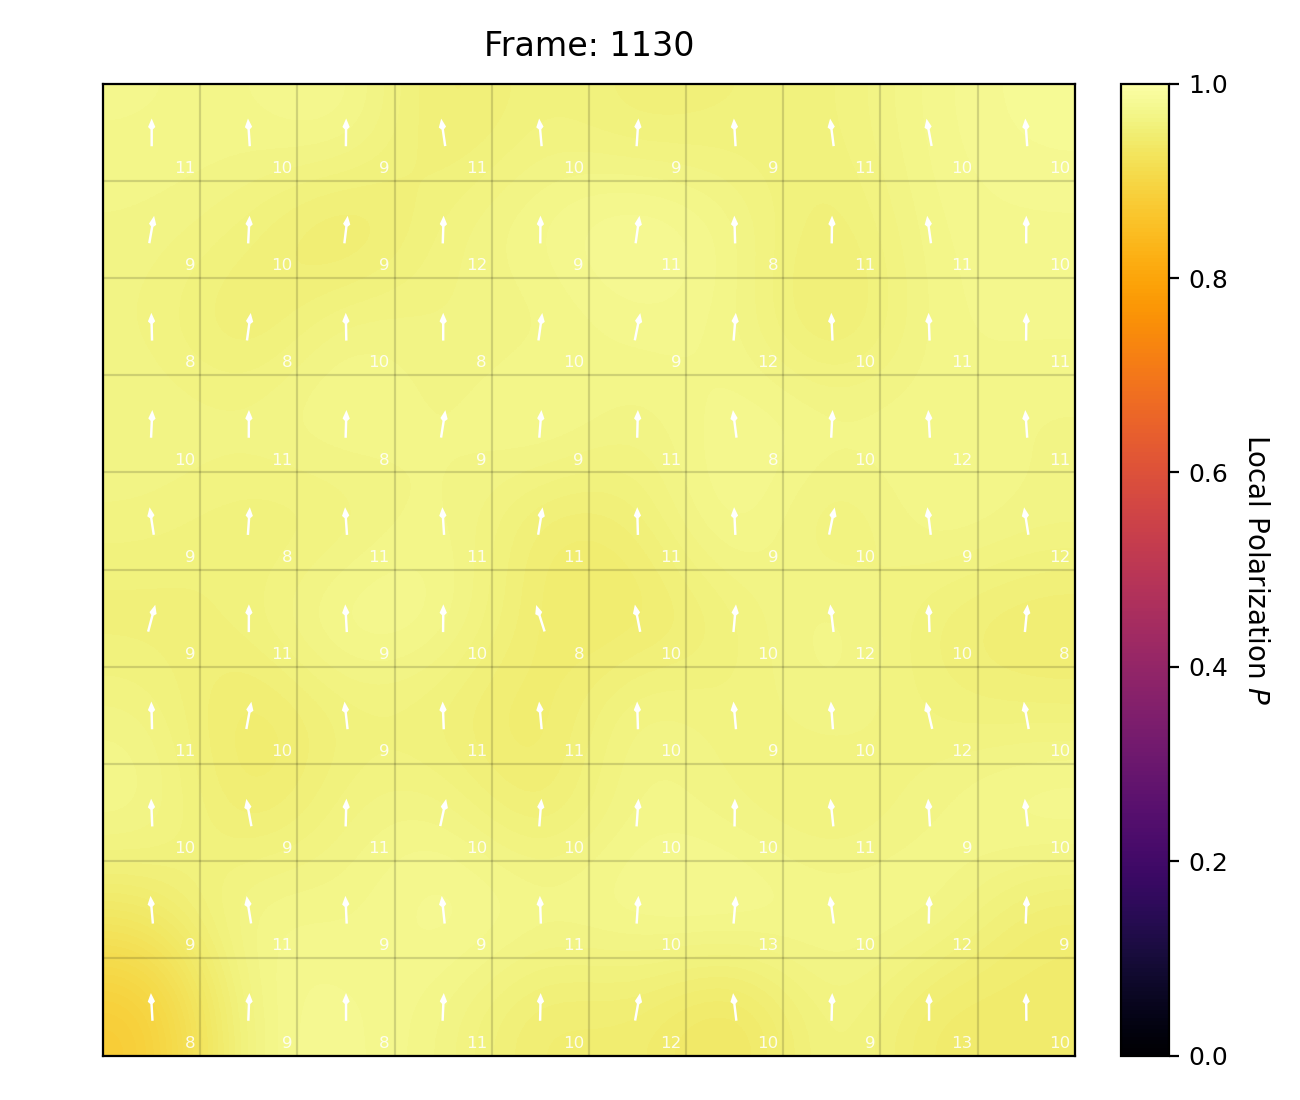 Frame: 1130
11 10 9 11 10 9 9 11 10 10
9 10 9 12 9 11 8 11 11 10
8 8 10 8 10 9 12 10 11 11
10 11 8 9 9 11 8 10 12 11
9 8 11 11 11 11 9 10 9 12
9 11 9 10 8 10 10 12 10 8
11 10 9 11 11 10 9 10 12 10
10 9 11 10 10 10 10 11 9 10
9 11 9 9 11 10 13 10 12 9
8 9 8 11 10 12 10 9 13 10
1.0
0.8
0.6
0.4
0.2
0.0
Local Polarization P